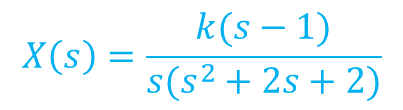 X(s) = k(s − 1) / s(s² + 2s + 2)